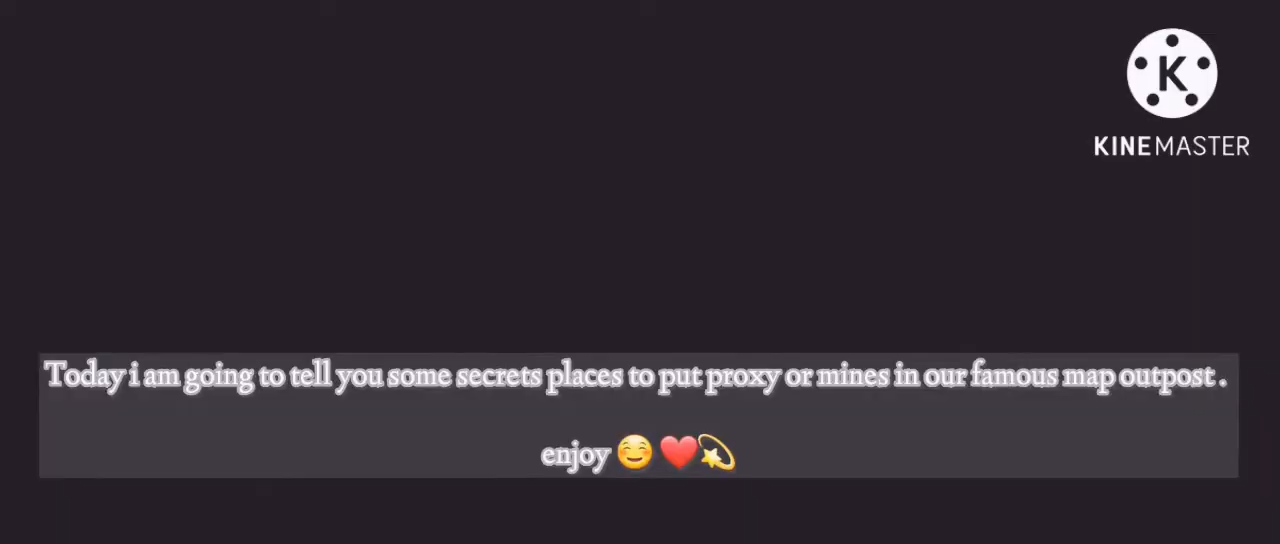 K
KINEMASTER
Today i am going to tell you some secrets places to put proxy or mines in our famous map outpost .
enjoy 😊 ❤️💫